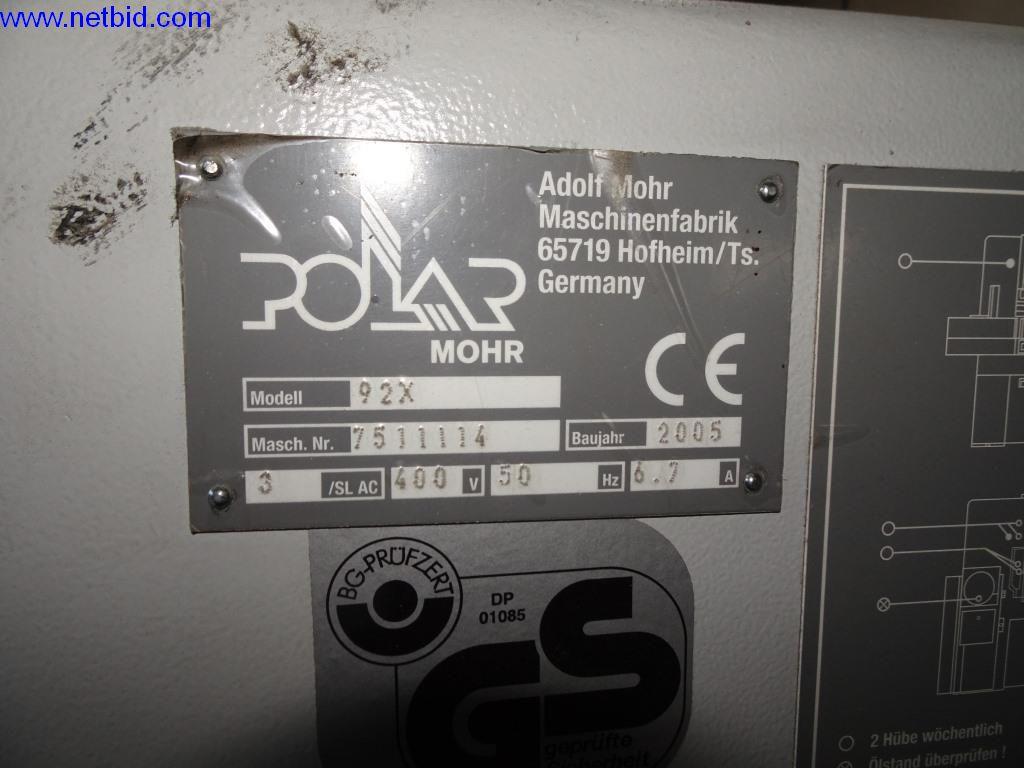 www.netbid.com
Adolf Mohr
Maschinenfabrik
65719 Hofheim/Ts.
Germany
POLAR
MOHR
CE
Modell 92X
Masch. Nr. 7511114 Baujahr 2005
3 /SL AC 400 V 50 Hz 6.7 A
BG-PRÜFZERT
DP
01085
GS
geprüfte
Sicherheit
2 Hübe wöchentlich
Ölstand überprüfen !